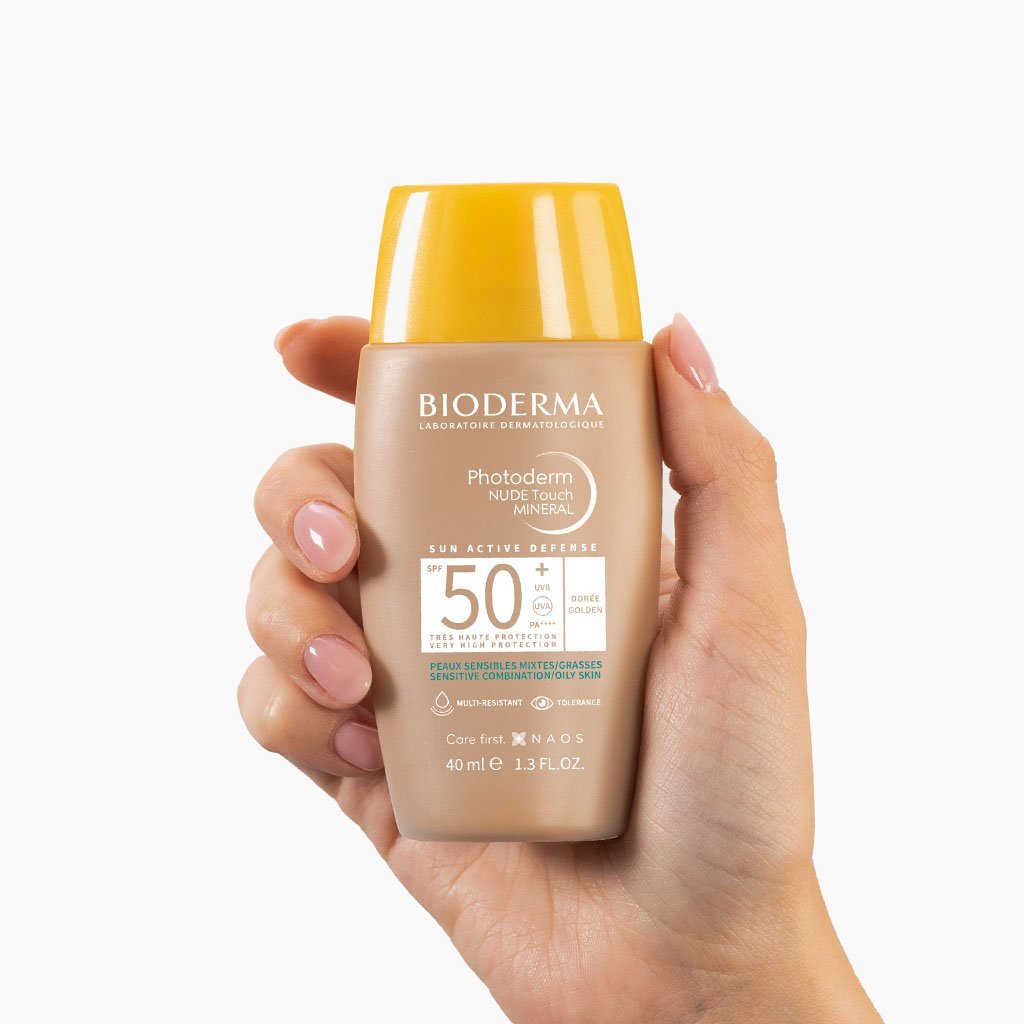 BIODERMA
LABORATOIRE DERMATOLOGIQUE
Photoderm
NUDE Touch
MINERAL
SUN ACTIVE DEFENSE
SPF 50+
UVB
UVA
PA++++
DORÉE
GOLDEN
TRÈS HAUTE PROTECTION
VERY HIGH PROTECTION
PEAUX SENSIBLES MIXTES/GRASSES
SENSITIVE COMBINATION/OILY SKIN
MULTI-RESISTANT TOLERANCE
Care first. NAOS
40 ml ℮ 1.3 FL.OZ.